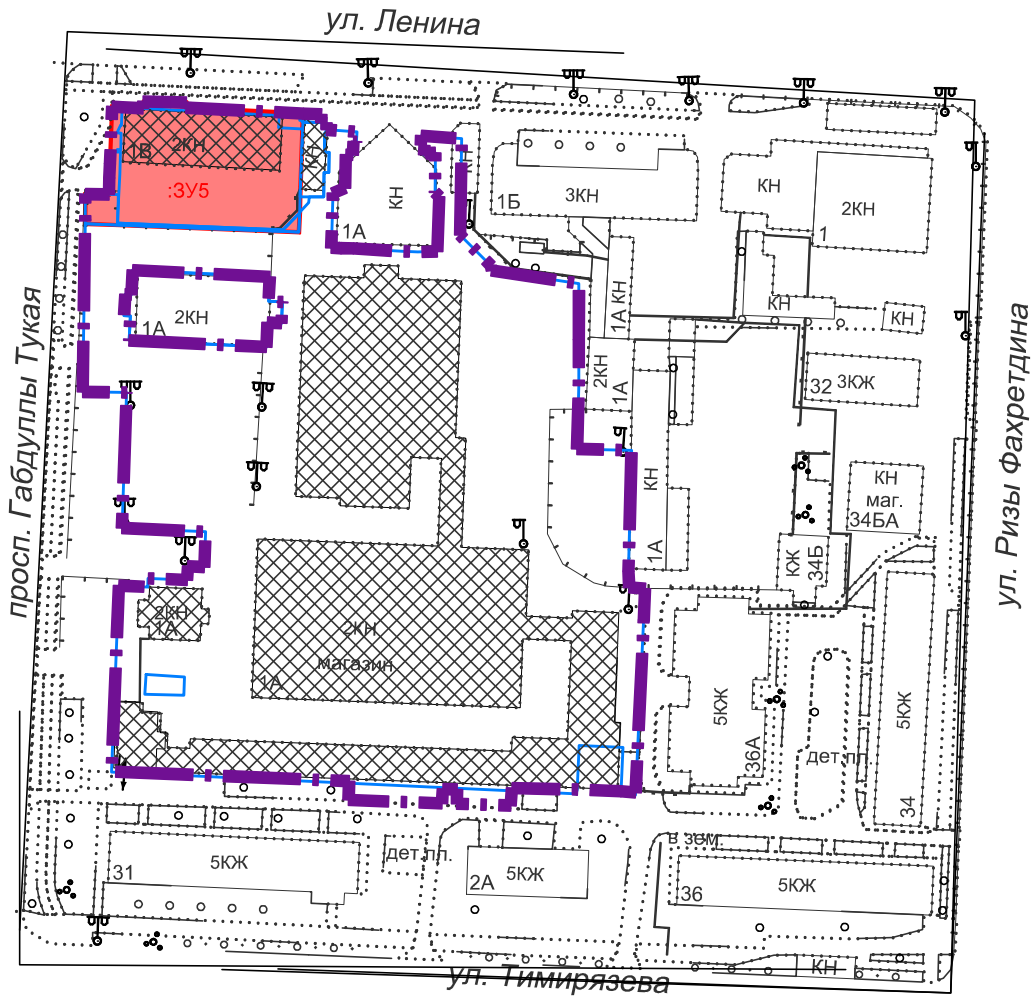 ул. Ленина
2КН
1В
КН
:ЗУ5
КН
1А
КН
1Б
3КН
КН
2КН
1
2КН
1А
КН
1А
КН
КН
2КН
1А
3КЖ
32
просп. Габдуллы Тукая
ул. Ризы Фахретдина
КН
1А
КН
маг.
34БА
КЖ
34Б
2КН
1А
2КН
магазин
1А
5КЖ
36А
дет.пл.
5КЖ
34
31
5КЖ
дет.пл.
2А
5КЖ
в зем.
36
5КЖ
КН
ул. Тимирязева